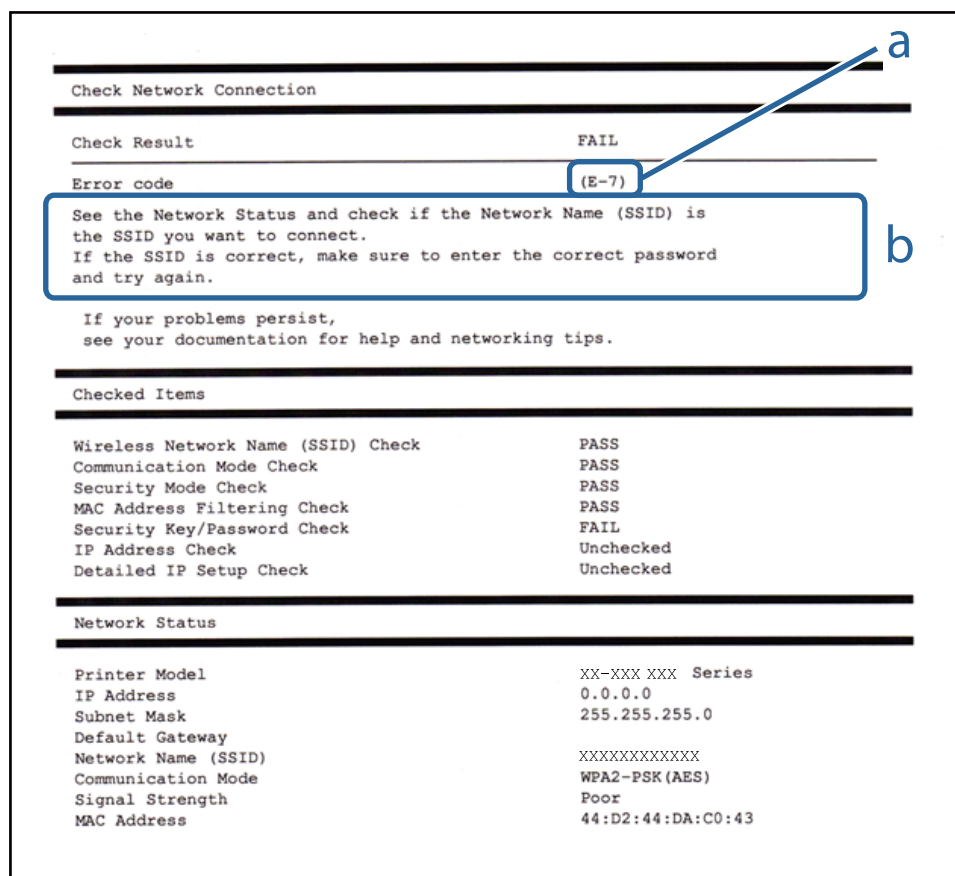 a
Check Network Connection
Check Result FAIL
Error code (E-7)
See the Network Status and check if the Network Name (SSID) is
the SSID you want to connect.
If the SSID is correct, make sure to enter the correct password
and try again.
b
If your problems persist,
see your documentation for help and networking tips.
Checked Items
Wireless Network Name (SSID) Check PASS
Communication Mode Check PASS
Security Mode Check PASS
MAC Address Filtering Check PASS
Security Key/Password Check FAIL
IP Address Check Unchecked
Detailed IP Setup Check Unchecked
Network Status
Printer Model XX-XXX XXX Series
IP Address 0.0.0.0
Subnet Mask 255.255.255.0
Default Gateway
Network Name (SSID) XXXXXXXXXXXX
Communication Mode WPA2-PSK(AES)
Signal Strength Poor
MAC Address 44:D2:44:DA:C0:43